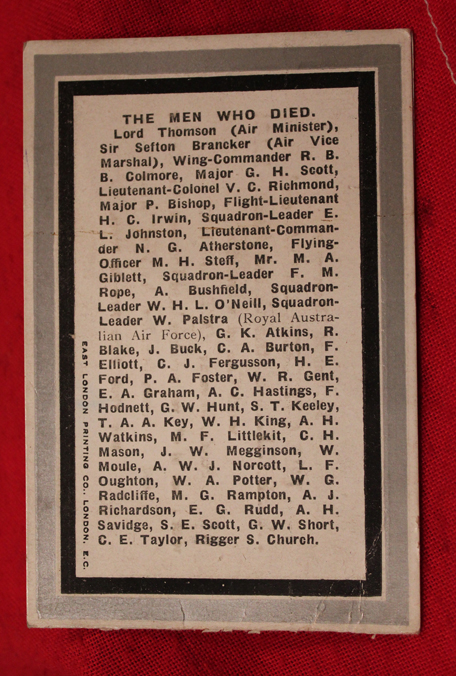 THE MEN WHO DIED.
Lord Thomson (Air Minister),
Sir Sefton Brancker (Air Vice
Marshal), Wing-Commander R. B.
B. Colmore, Major G. H. Scott,
Lieutenant-Colonel V. C. Richmond,
Major P. Bishop, Flight-Lieutenant
H. C. Irwin, Squadron-Leader E.
L. Johnston, Lieutenant-Comman-
der N. G. Atherstone, Flying-
Officer M. H. Steff, Mr. M. A.
Giblett, Squadron-Leader F. M.
Rope, A. Bushfield, Squadron-
Leader W. H. L. O'Neill, Squadron-
Leader W. Palstra (Royal Austra-
lian Air Force), G. K. Atkins, R.
Blake, J. Buck, C. A. Burton, F.
Elliott, C. J. Fergusson, H. E.
Ford, P. A. Foster, W. R. Gent,
E. A. Graham, A. C. Hastings, F.
Hodnett, G. W. Hunt, S. T. Keeley,
T. A. A. Key, W. H. King, A. H.
Watkins, M. F. Littlekit, C. H.
Mason, J. W. Megginson, W.
Moule, A. W. J. Norcott, L. F.
Oughton, W. A. Potter, W. G.
Radcliffe, M. G. Rampton, A. J.
Richardson, E. G. Rudd, A. H.
Savidge, S. E. Scott, G. W. Short,
C. E. Taylor, Rigger S. Church.
EAST LONDON PRINTING CO., LONDON, E.C.